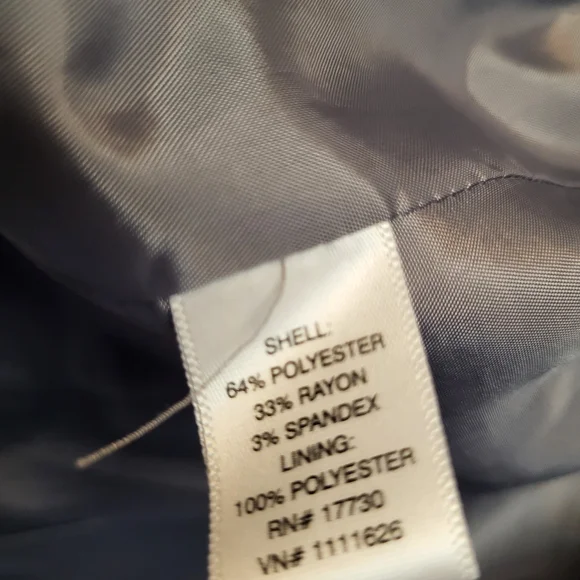 SHELL:
64% POLYESTER
33% RAYON
3% SPANDEX
LINING:
100% POLYESTER
RN# 17730
VN# 1111626